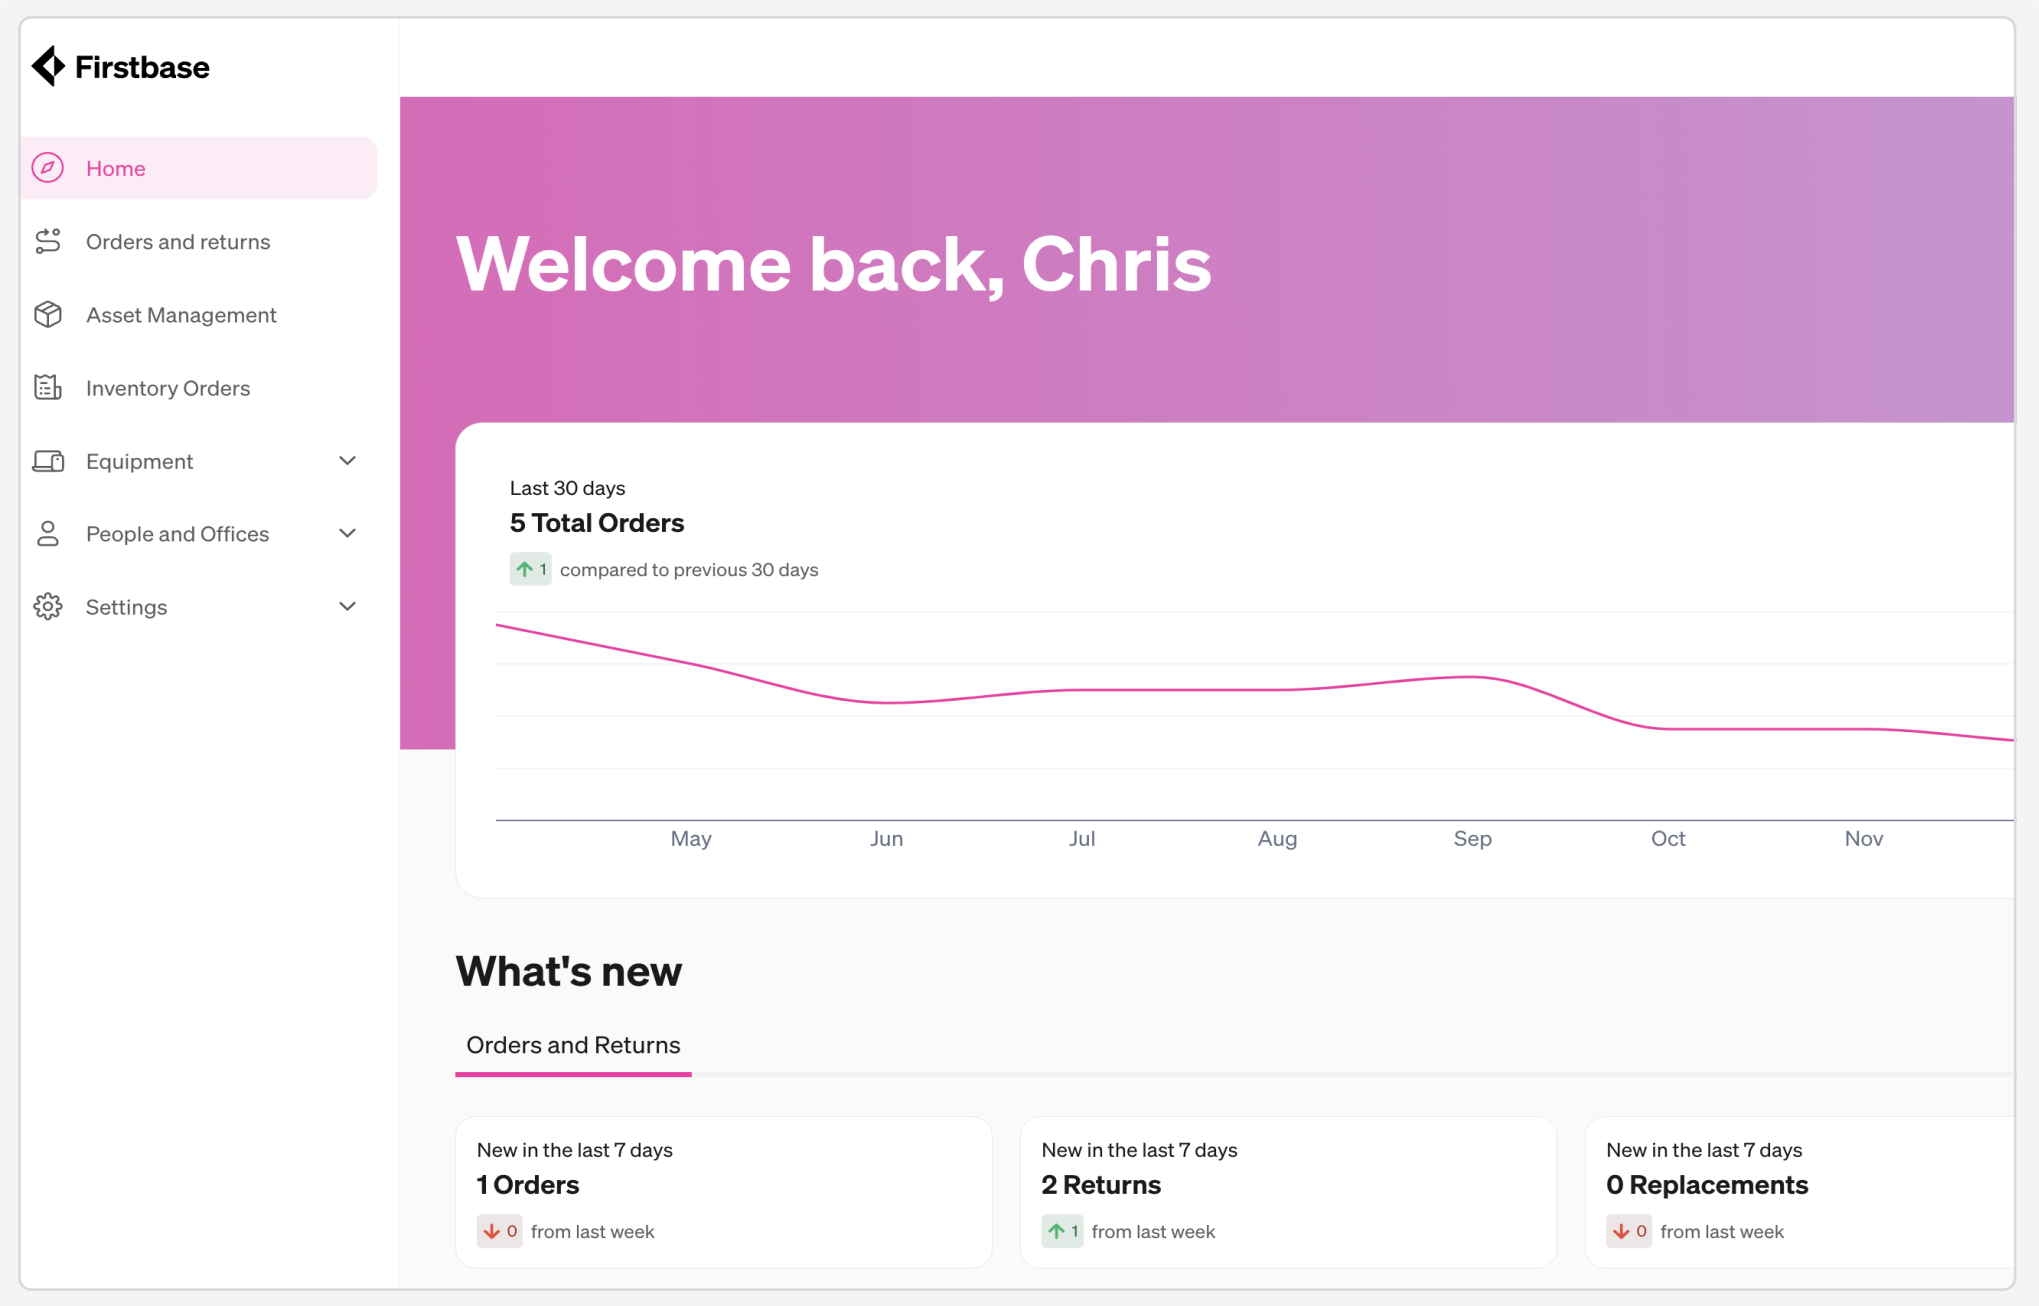 Firstbase
Home
Orders and returns
Asset Management
Inventory Orders
Equipment
People and Offices
Settings
Welcome back, Chris
Last 30 days
5 Total Orders
1 compared to previous 30 days
May Jun Jul Aug Sep Oct Nov
What's new
Orders and Returns
New in the last 7 days
1 Orders
0 from last week
New in the last 7 days
2 Returns
1 from last week
New in the last 7 days
0 Replacements
0 from last week